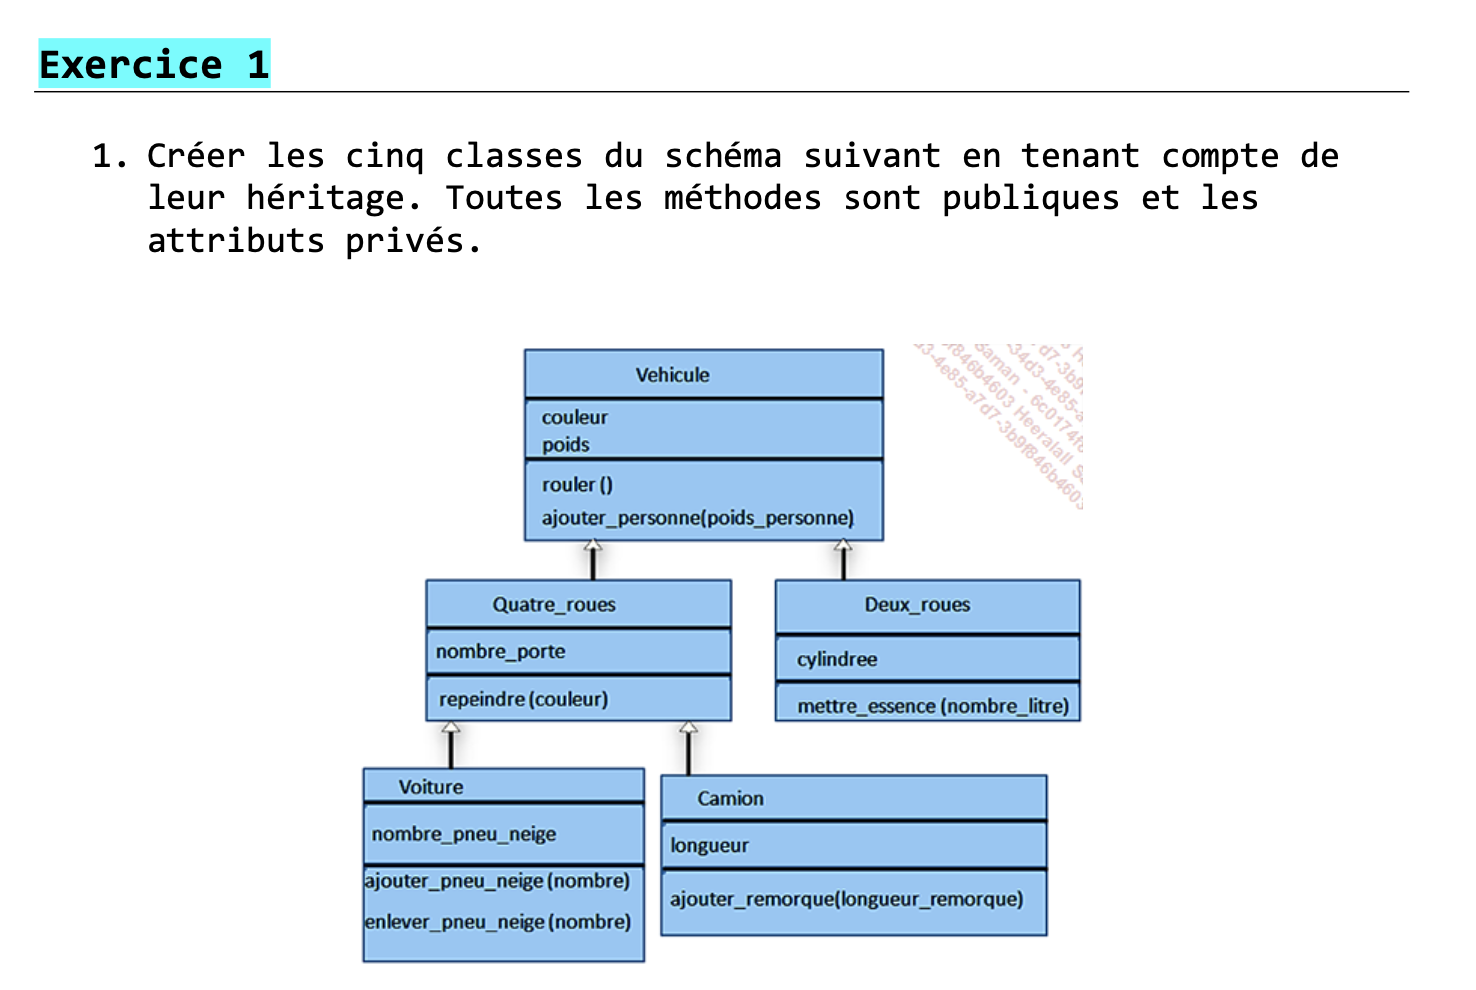 Exercice 1
1. Créer les cinq classes du schéma suivant en tenant compte de
leur héritage. Toutes les méthodes sont publiques et les
attributs privés.
Vehicule
couleur
poids
rouler ()
ajouter_personne(poids_personne)
Quatre_roues
nombre_porte
repeindre (couleur)
Deux_roues
cylindree
mettre_essence (nombre_litre)
Voiture
nombre_pneu_neige
ajouter_pneu_neige (nombre)
enlever_pneu_neige (nombre)
Camion
longueur
ajouter_remorque(longueur_remorque)